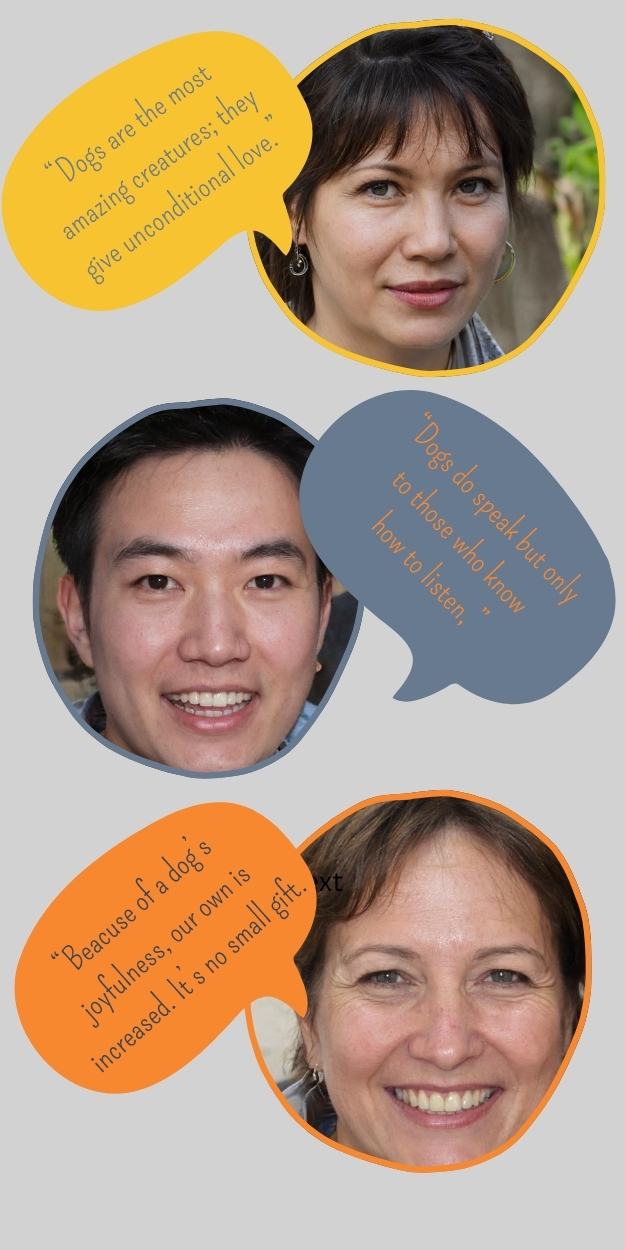 “Dogs are the most
amazing creatures; they
give unconditional love.”
“Dogs do speak but only
to those who know
how to listen, ”
“Beacuse of a dog's
joyfulness, our own is
increased. It's no small gift.
ext